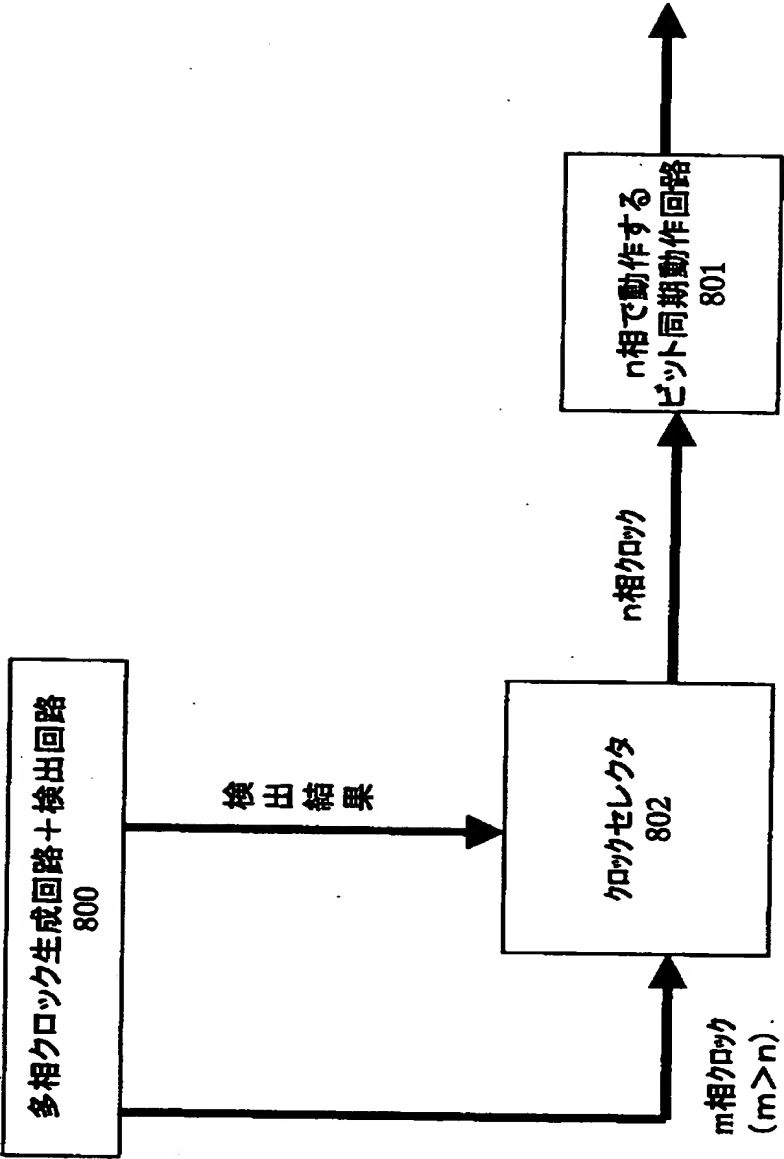 多相クロック生成回路＋検出回路
800
検出結果
m相クロック
(m>n)
クロックセレクタ
802
n相クロック
n相で動作する
ビット同期動作回路
801